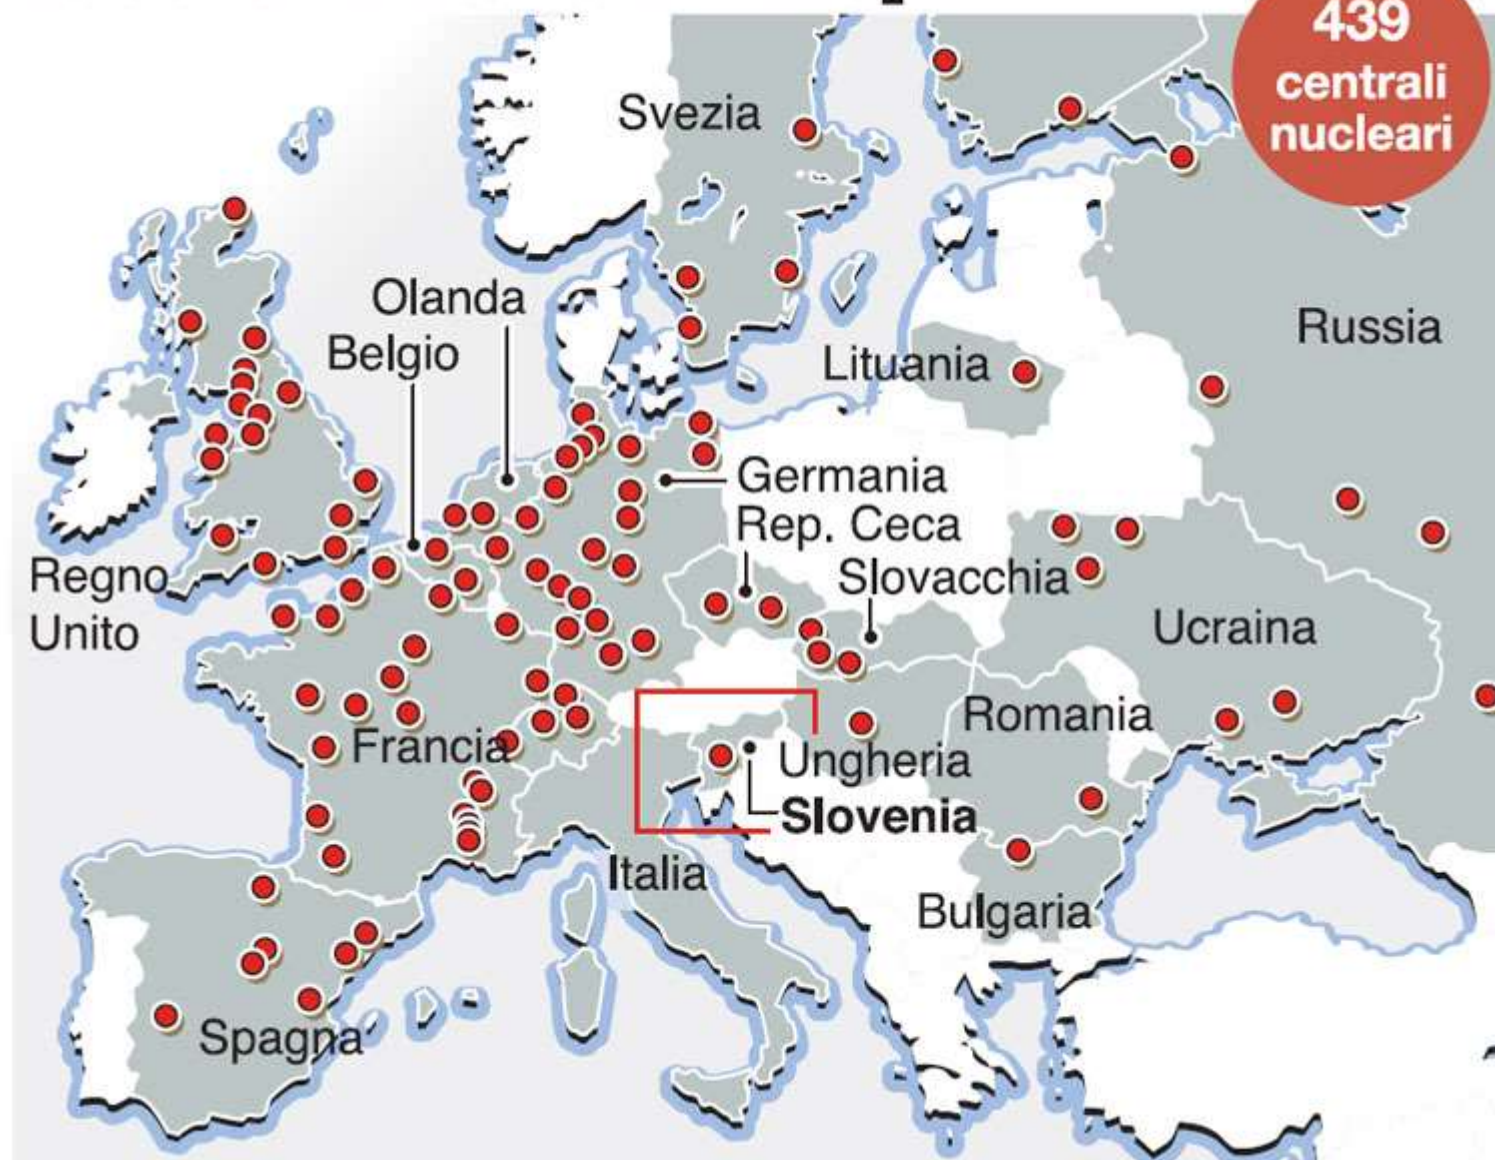 439
centrali
nucleari
Svezia
Olanda
Belgio
Russia
Lituania
Germania
Rep. Ceca
Slovacchia
Regno
Unito
Ucraina
Romania
Francia
Ungheria
Slovenia
Italia
Bulgaria
Spagna